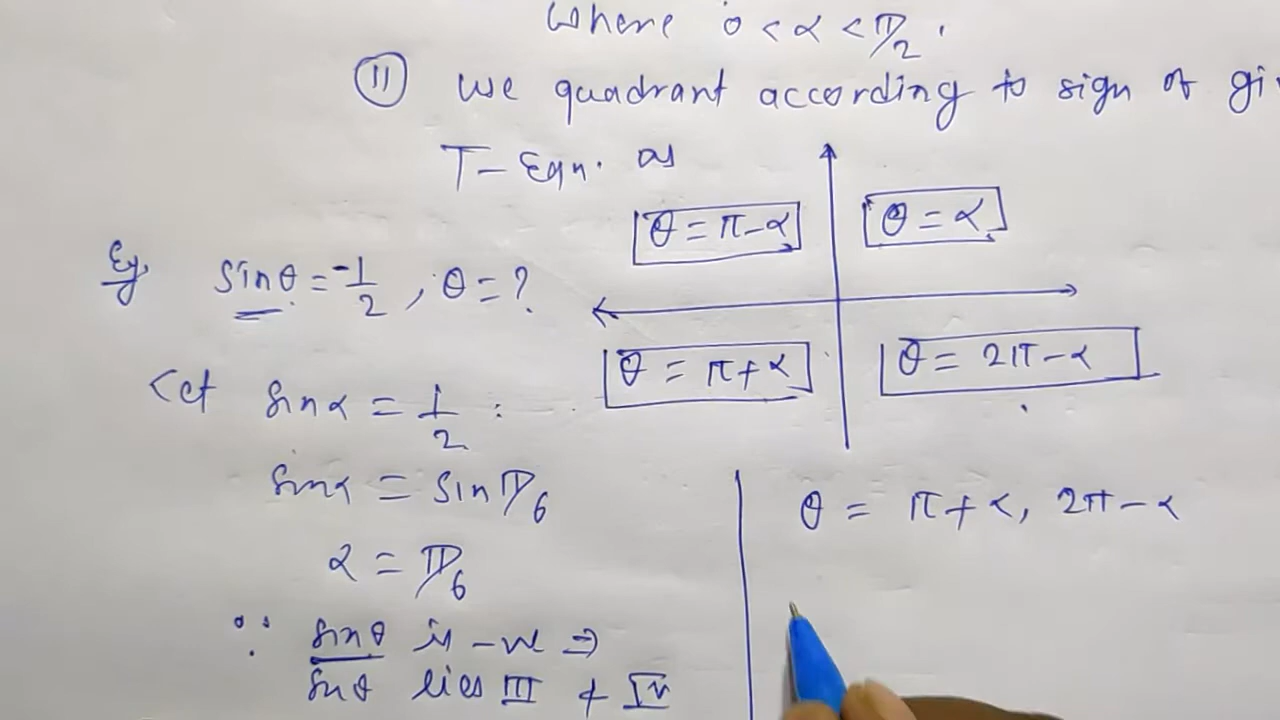 Where 0 < α < π/2.
(II) We quadrant according to sign of gi
T-Eqn. as
θ = π-α
θ = α
Eg. sinθ = -1/2, θ = ?
θ = π+α
θ = 2π-α
Let sinα = 1/2 :
sinα = sin π/6
θ = π+α, 2π-α
α = π/6
∵ sinθ is -ve ⇒
sinθ lies III & IV